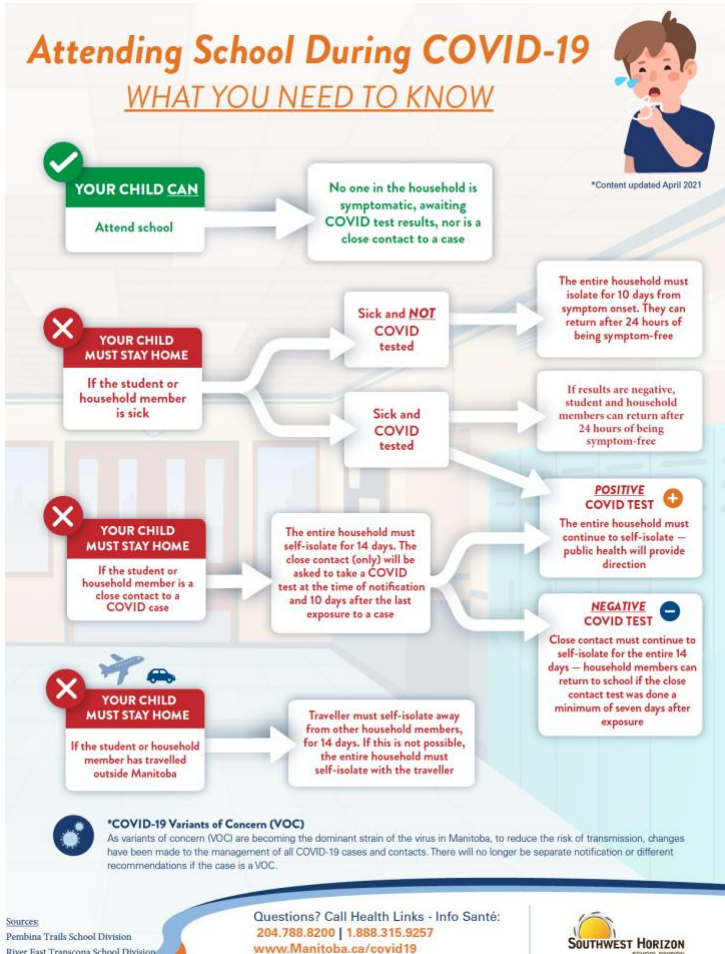 Attending School During COVID-19
WHAT YOU NEED TO KNOW
*Content updated April 2021
YOUR CHILD CAN
Attend school
No one in the household is
symptomatic, awaiting
COVID test results, nor is a
close contact to a case
YOUR CHILD
MUST STAY HOME
If the student or
household member
is sick
Sick and NOT
COVID
tested
The entire household must
isolate for 10 days from
symptom onset. They can
return after 24 hours of
being symptom-free
Sick and
COVID
tested
If results are negative,
student and household
members can return after
24 hours of being
symptom-free
YOUR CHILD
MUST STAY HOME
If the student or
household member is a
close contact to a
COVID case
The entire household must
self-isolate for 14 days. The
close contact (only) will be
asked to take a COVID
test at the time of notification
and 10 days after the last
exposure to a case
POSITIVE
COVID TEST
The entire household must
continue to self-isolate —
public health will provide
direction
NEGATIVE
COVID TEST
Close contact must continue to
self-isolate for the entire 14
days — household members can
return to school if the close
contact test was done a
minimum of seven days after
exposure
YOUR CHILD
MUST STAY HOME
If the student or household
member has travelled
outside Manitoba
Traveller must self-isolate away
from other household members,
for 14 days. If this is not possible,
the entire household must
self-isolate with the traveller
*COVID-19 Variants of Concern (VOC)
As variants of concern (VOC) are becoming the dominant strain of the virus in Manitoba, to reduce the risk of transmission, changes
have been made to the management of all COVID-19 cases and contacts. There will no longer be separate notification or different
recommendations if the case is a VOC.
Sources:
Pembina Trails School Division
River East Transcona School Division
Questions? Call Health Links - Info Santé:
204.788.8200 | 1.888.315.9257
www.Manitoba.ca/covid19
SOUTHWEST HORIZON
SCHOOL DIVISION